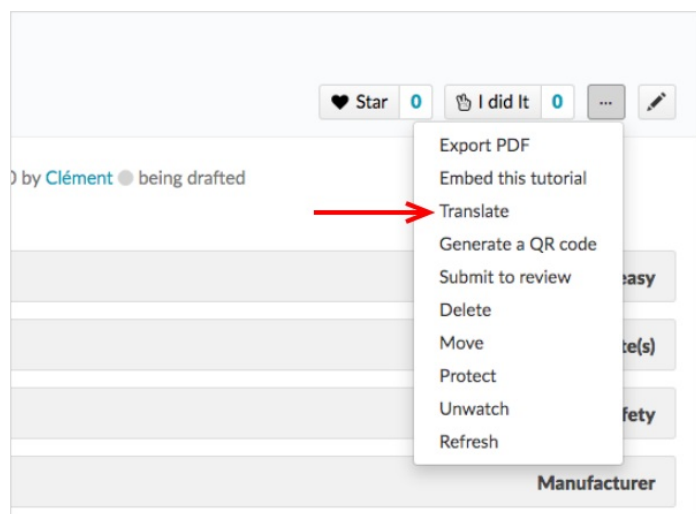 Star 0 I did It 0 ...
Export PDF
by Clément being drafted
Embed this tutorial
Translate
Generate a QR code
Submit to review
easy
Delete
Move
te(s)
Protect
Unwatch
fety
Refresh
Manufacturer